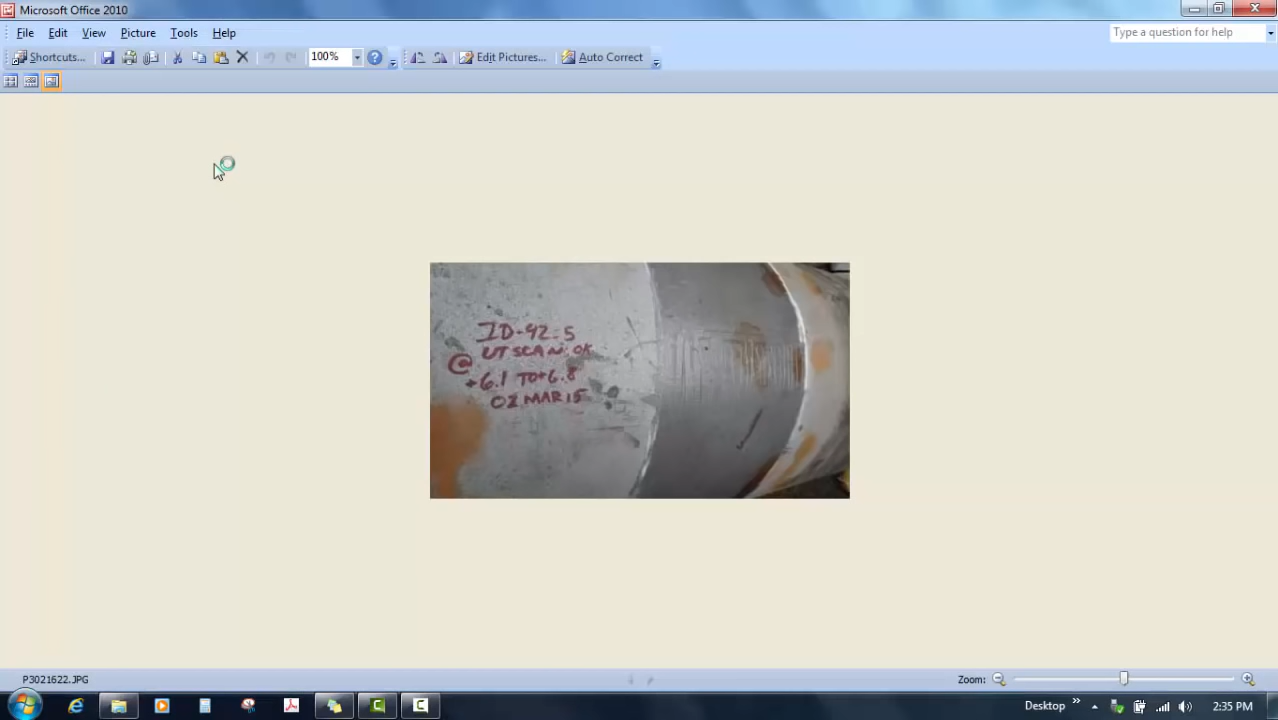 Microsoft Office 2010
File Edit View Picture Tools Help
Type a question for help
Shortcuts... 100% Edit Pictures... Auto Correct
ID-92-5
@ UT SCAN: OK
+6.1 TO+6.8
02 MAR 15
P3021622.JPG
Zoom:
Desktop
2:35 PM